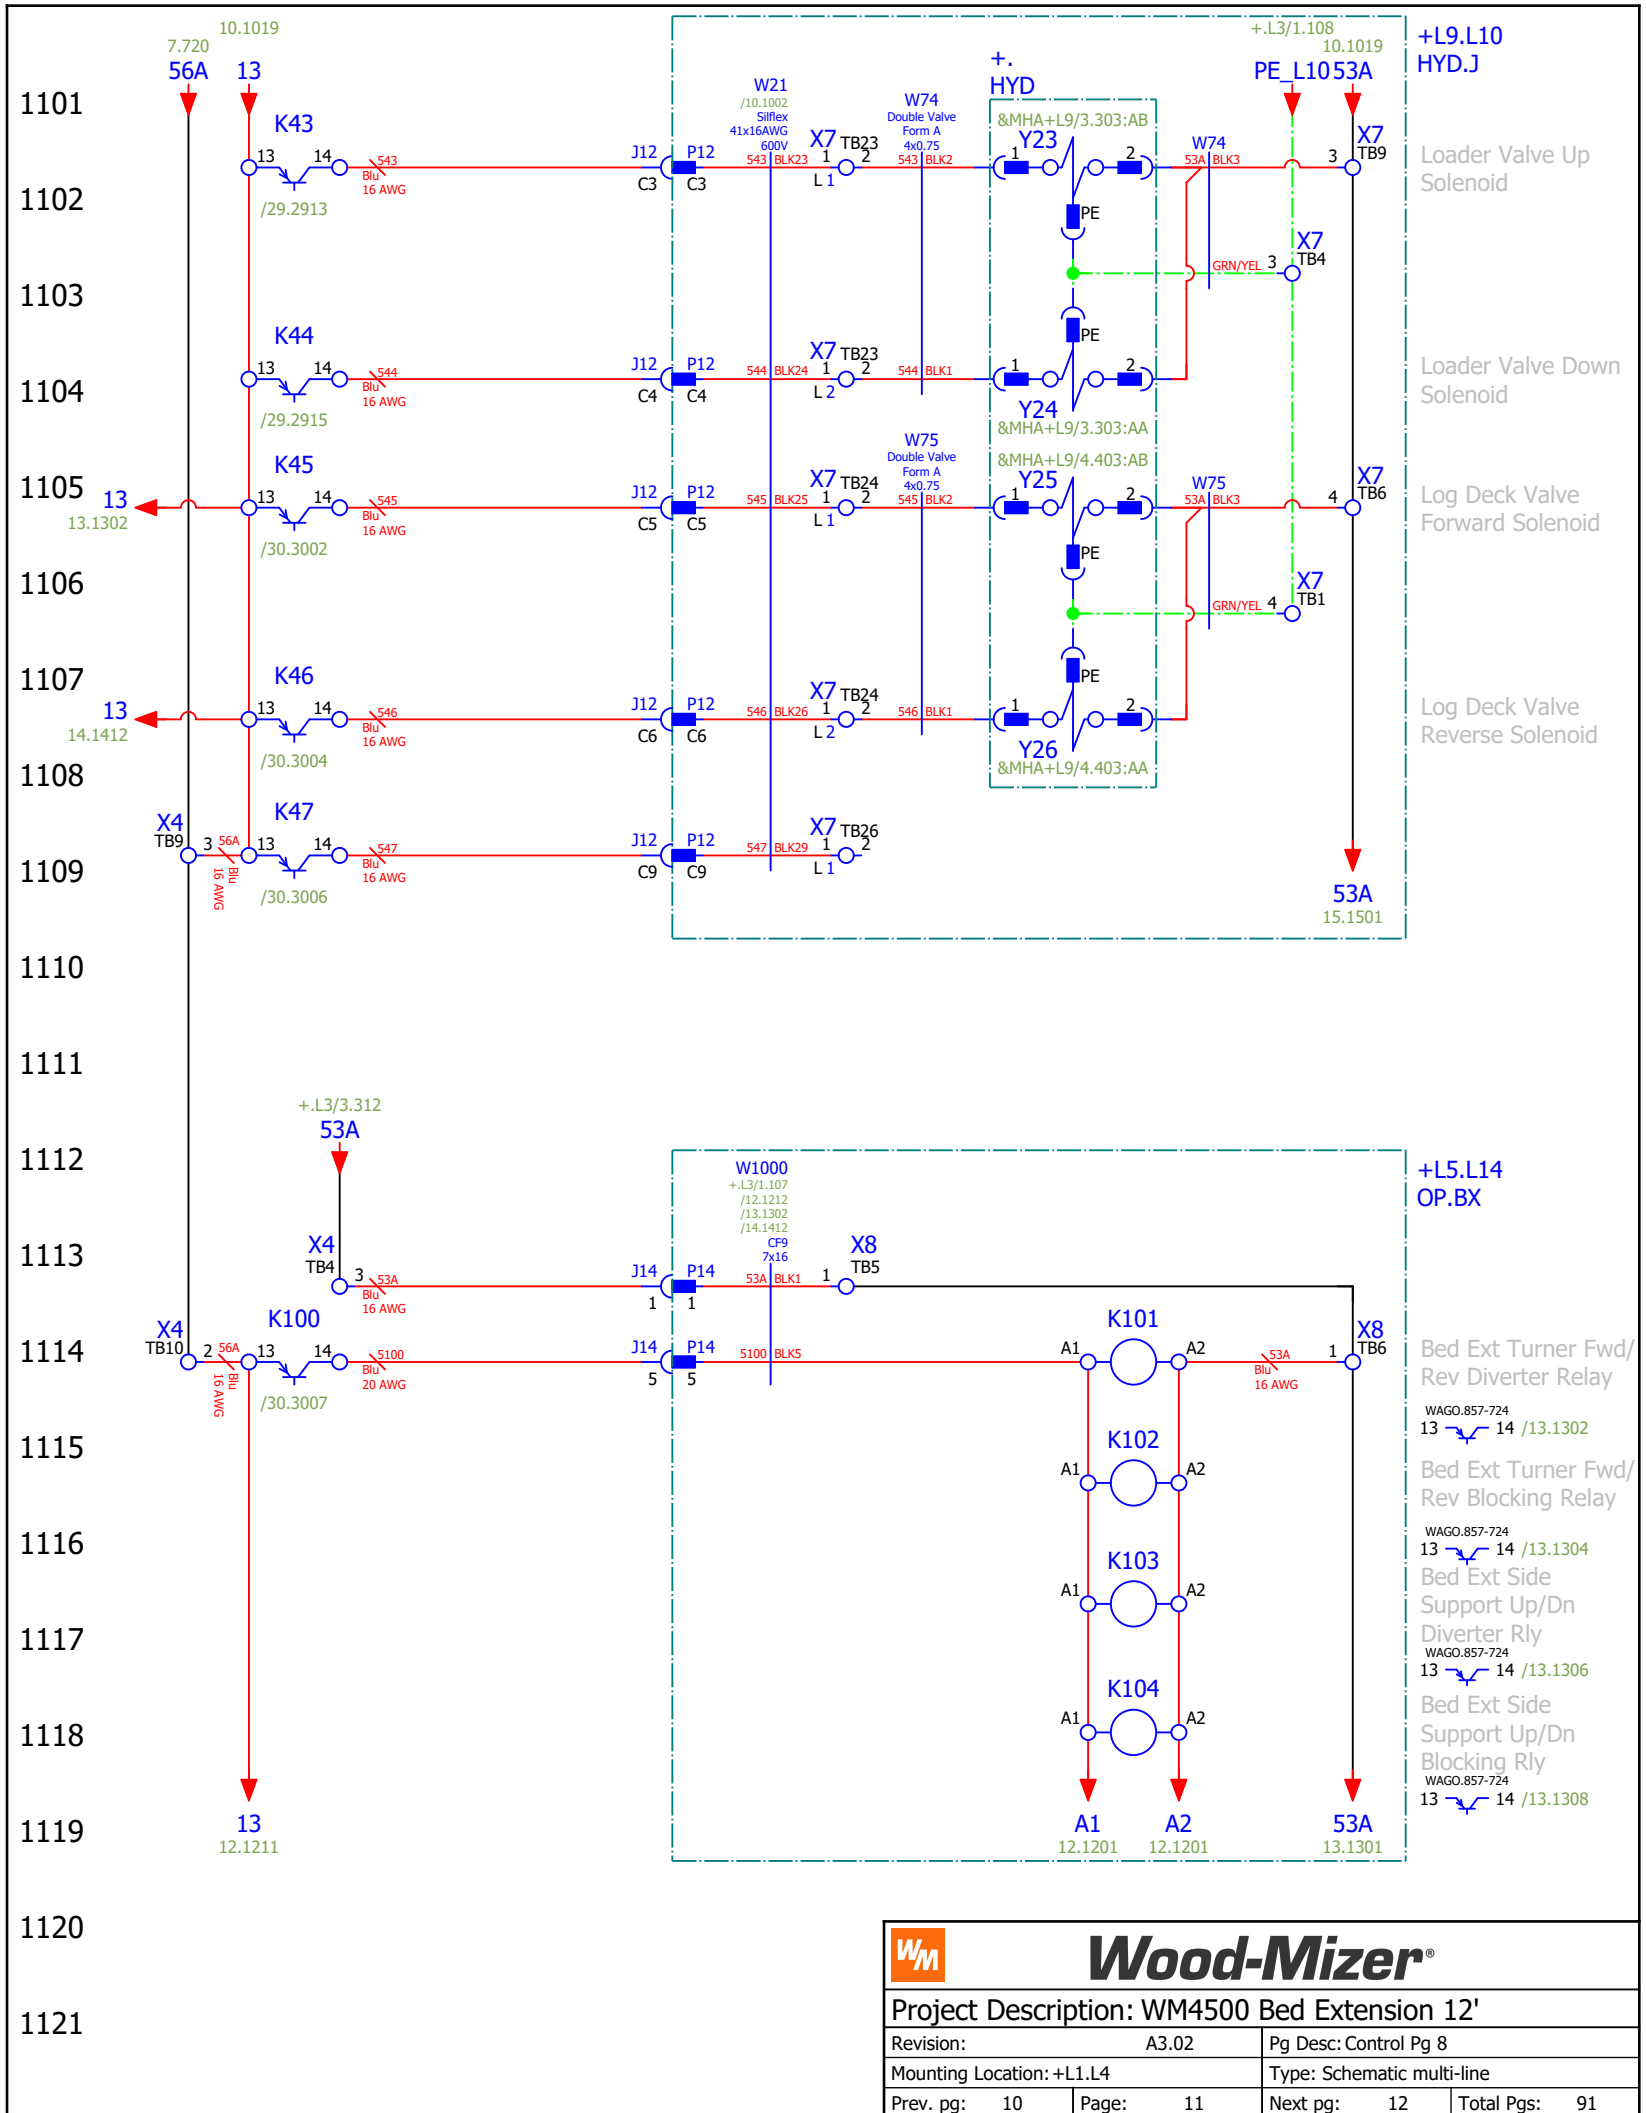 10.1019
7.720
56A 13
+.L3/1.108
10.1019
PE_L10 53A
+L9.L10
HYD.J
1101
W21
/10.1002
Silflex
41x16AWG
600V
W74
Double Valve
Form A
4x0.75
+.
HYD
&MHA+L9/3.303:AB
K43
13 14
543
Blu
16 AWG
/29.2913
J12 P12
C3 C3
543 BLK23
X7 TB23
1 2
L 1
543 BLK2
Y23
1 2
PE
W74
53A BLK3
X7
3 TB9
Loader Valve Up
Solenoid
1102
GRN/YEL 3
X7
TB4
1103
K44
13 14
544
Blu
16 AWG
/29.2915
J12 P12
C4 C4
544 BLK24
X7 TB23
1 2
L 2
544 BLK1
PE
1 2
Y24
&MHA+L9/3.303:AA
Loader Valve Down
Solenoid
1104
W75
Double Valve
Form A
4x0.75
&MHA+L9/4.403:AB
1105
13
13.1302
K45
13 14
545
Blu
16 AWG
/30.3002
J12 P12
C5 C5
545 BLK25
X7 TB24
1 2
L 1
545 BLK2
Y25
1 2
PE
W75
53A BLK3
X7
4 TB6
Log Deck Valve
Forward Solenoid
1106
GRN/YEL 4
X7
TB1
1107
13
14.1412
K46
13 14
546
Blu
16 AWG
/30.3004
J12 P12
C6 C6
546 BLK26
X7 TB24
1 2
L 2
546 BLK1
PE
1 2
Y26
&MHA+L9/4.403:AA
Log Deck Valve
Reverse Solenoid
1108
X4
TB9 3
56A
Blu
16 AWG
K47
13 14
547
Blu
16 AWG
/30.3006
J12 P12
C9 C9
547 BLK29
X7 TB26
1 2
L 1
1109
53A
15.1501
1110
1111
+.L3/3.312
53A
1112
W1000
+.L3/1.107
/12.1212
/13.1302
/14.1412
CF9
7x16
+L5.L14
OP.BX
1113
X4
TB4 3
53A
Blu
16 AWG
J14 P14
1 1
53A BLK1
1
X8
TB5
1114
X4
TB10 2
56A
Blu
16 AWG
K100
13 14
5100
Blu
20 AWG
/30.3007
J14 P14
5 5
5100 BLK5
K101
A1 A2
53A
Blu
16 AWG
X8
1 TB6
Bed Ext Turner Fwd/
Rev Diverter Relay
WAGO.857-724
13 14 /13.1302
1115
K102
A1 A2
Bed Ext Turner Fwd/
Rev Blocking Relay
WAGO.857-724
13 14 /13.1304
1116
K103
A1 A2
Bed Ext Side
Support Up/Dn
Diverter Rly
WAGO.857-724
13 14 /13.1306
1117
K104
A1 A2
Bed Ext Side
Support Up/Dn
Blocking Rly
WAGO.857-724
13 14 /13.1308
1118
1119
13
12.1211
A1
12.1201
A2
12.1201
53A
13.1301
1120
1121
WM
Wood-Mizer®
Project Description: WM4500 Bed Extension 12'
Revision: A3.02 Pg Desc: Control Pg 8
Mounting Location: +L1.L4 Type: Schematic multi-line
Prev. pg: 10 Page: 11 Next pg: 12 Total Pgs: 91